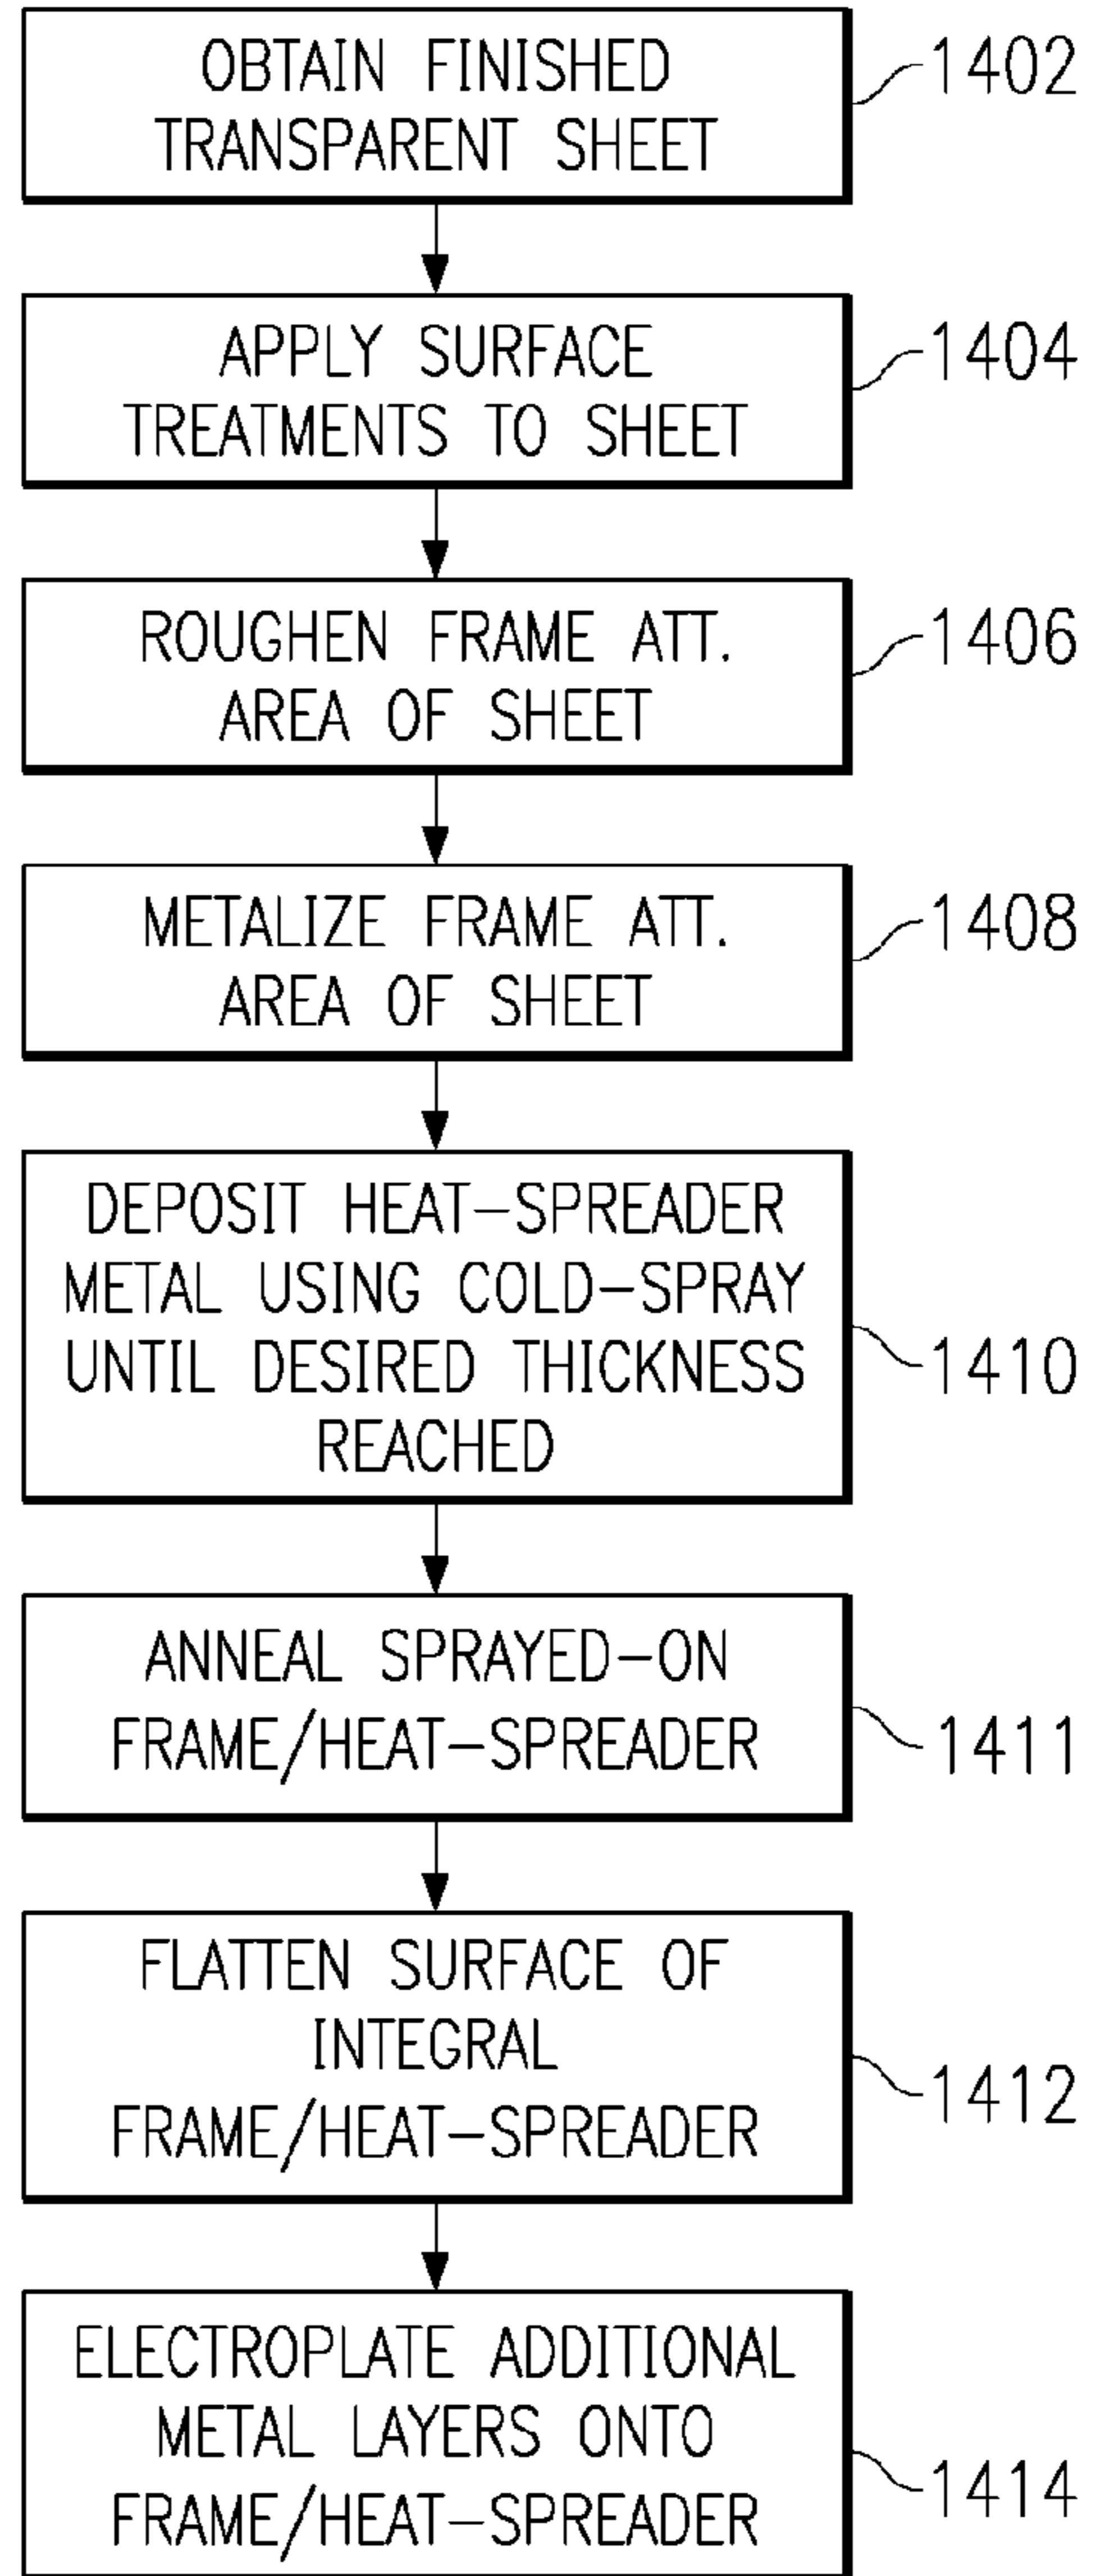 OBTAIN FINISHED
TRANSPARENT SHEET
1402
APPLY SURFACE
TREATMENTS TO SHEET
1404
ROUGHEN FRAME ATT.
AREA OF SHEET
1406
METALIZE FRAME ATT.
AREA OF SHEET
1408
DEPOSIT HEAT-SPREADER
METAL USING COLD-SPRAY
UNTIL DESIRED THICKNESS
REACHED
1410
ANNEAL SPRAYED-ON
FRAME/HEAT-SPREADER
1411
FLATTEN SURFACE OF
INTEGRAL
FRAME/HEAT-SPREADER
1412
ELECTROPLATE ADDITIONAL
METAL LAYERS ONTO
FRAME/HEAT-SPREADER
1414